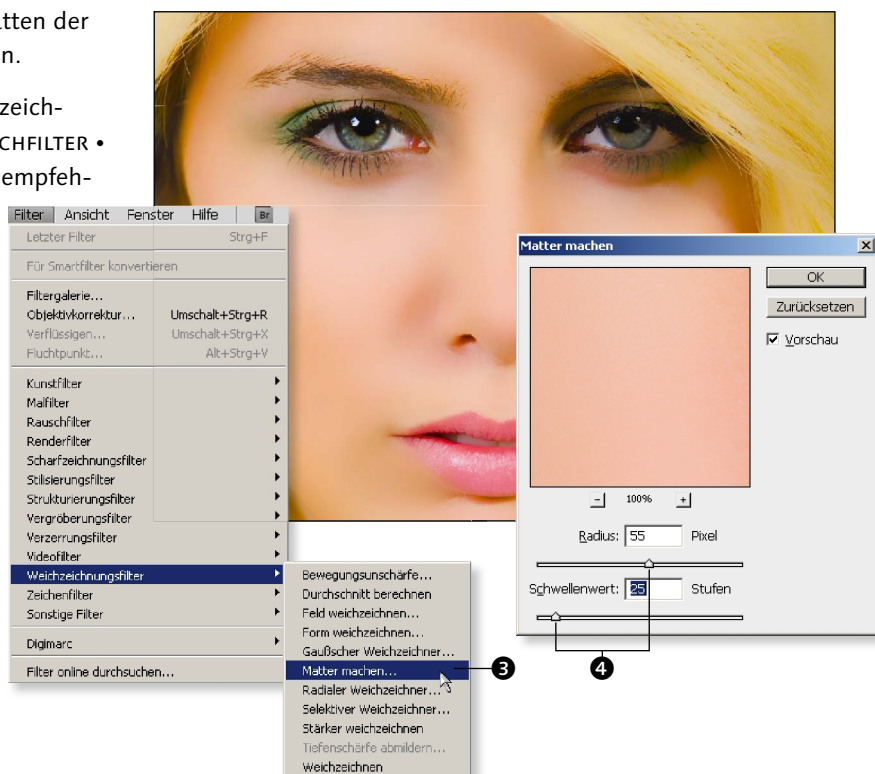 atten der
n.
zeich-
CHFILTER •
empfeh-
Filter Ansicht Fenster Hilfe Br
Letzter Filter Strg+F
Für Smartfilter konvertieren
Filtergalerie...
Objektivkorrektur... Umschalt+Strg+R
Verflüssigen... Umschalt+Strg+X
Fluchtpunkt... Alt+Strg+V
Kunstfilter
Malfilter
Rauschfilter
Renderfilter
Scharfzeichnungsfilter
Stilisierungsfilter
Strukturierungsfilter
Vergröberungsfilter
Verzerrungsfilter
Videofilter
Weichzeichnungsfilter
Zeichenfilter
Sonstige Filter
Digimarc
Filter online durchsuchen...
Bewegungsunschärfe...
Durchschnitt berechnen
Feld weichzeichnen...
Form weichzeichnen...
Gaußscher Weichzeichner...
Matter machen...
Radialer Weichzeichner...
Selektiver Weichzeichner...
Stärker weichzeichnen
Tiefenschärfe abmildern...
Weichzeichnen
❸
Matter machen
OK
Zurücksetzen
Vorschau
- 100% +
Radius: 55 Pixel
Schwellenwert: 25 Stufen
❹